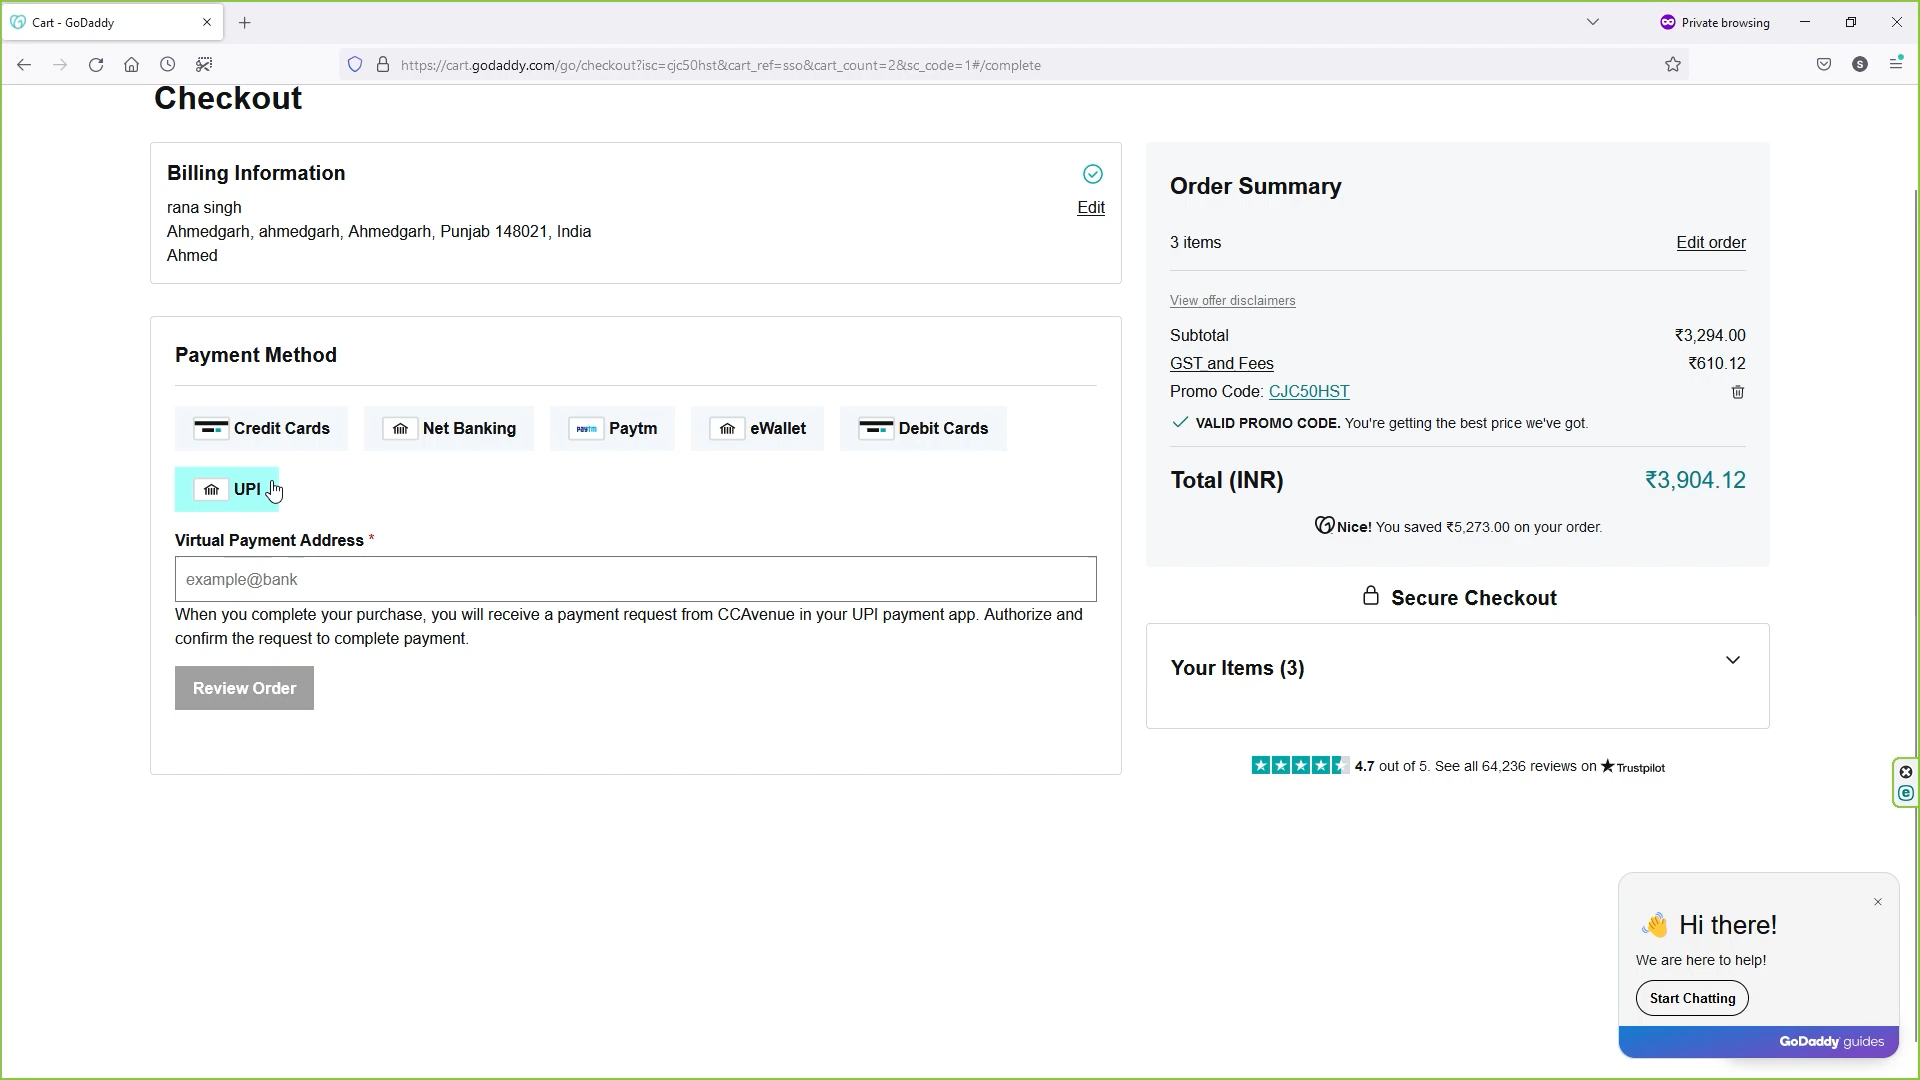 Cart - GoDaddy
Private browsing
https://cart.godaddy.com/go/checkout?isc=cjc50hst&cart_ref=sso&cart_count=2&sc_code=1#/complete
S
Checkout
Billing Information
rana singh
Edit
Ahmedgarh, ahmedgarh, Ahmedgarh, Punjab 148021, India
Ahmed
Payment Method
Credit Cards
Net Banking
Paytm Paytm
eWallet
Debit Cards
UPI
Virtual Payment Address *
example@bank
When you complete your purchase, you will receive a payment request from CCAvenue in your UPI payment app. Authorize and
confirm the request to complete payment.
Review Order
Order Summary
3 items Edit order
View offer disclaimers
Subtotal ₹3,294.00
GST and Fees ₹610.12
Promo Code: CJC50HST
VALID PROMO CODE. You're getting the best price we've got.
Total (INR) ₹3,904.12
Nice! You saved ₹5,273.00 on your order.
Secure Checkout
Your Items (3)
4.7 out of 5. See all 64,236 reviews on Trustpilot
Hi there!
We are here to help!
Start Chatting
GoDaddy guides